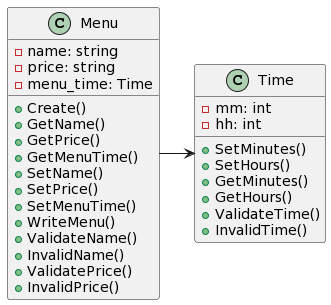 C Menu
name: string
price: string
menu_time: Time
Create()
GetName()
GetPrice()
GetMenuTime()
SetName()
SetPrice()
SetMenuTime()
WriteMenu()
ValidateName()
InvalidName()
ValidatePrice()
InvalidPrice()
C Time
mm: int
hh: int
SetMinutes()
SetHours()
GetMinutes()
GetHours()
ValidateTime()
InvalidTime()